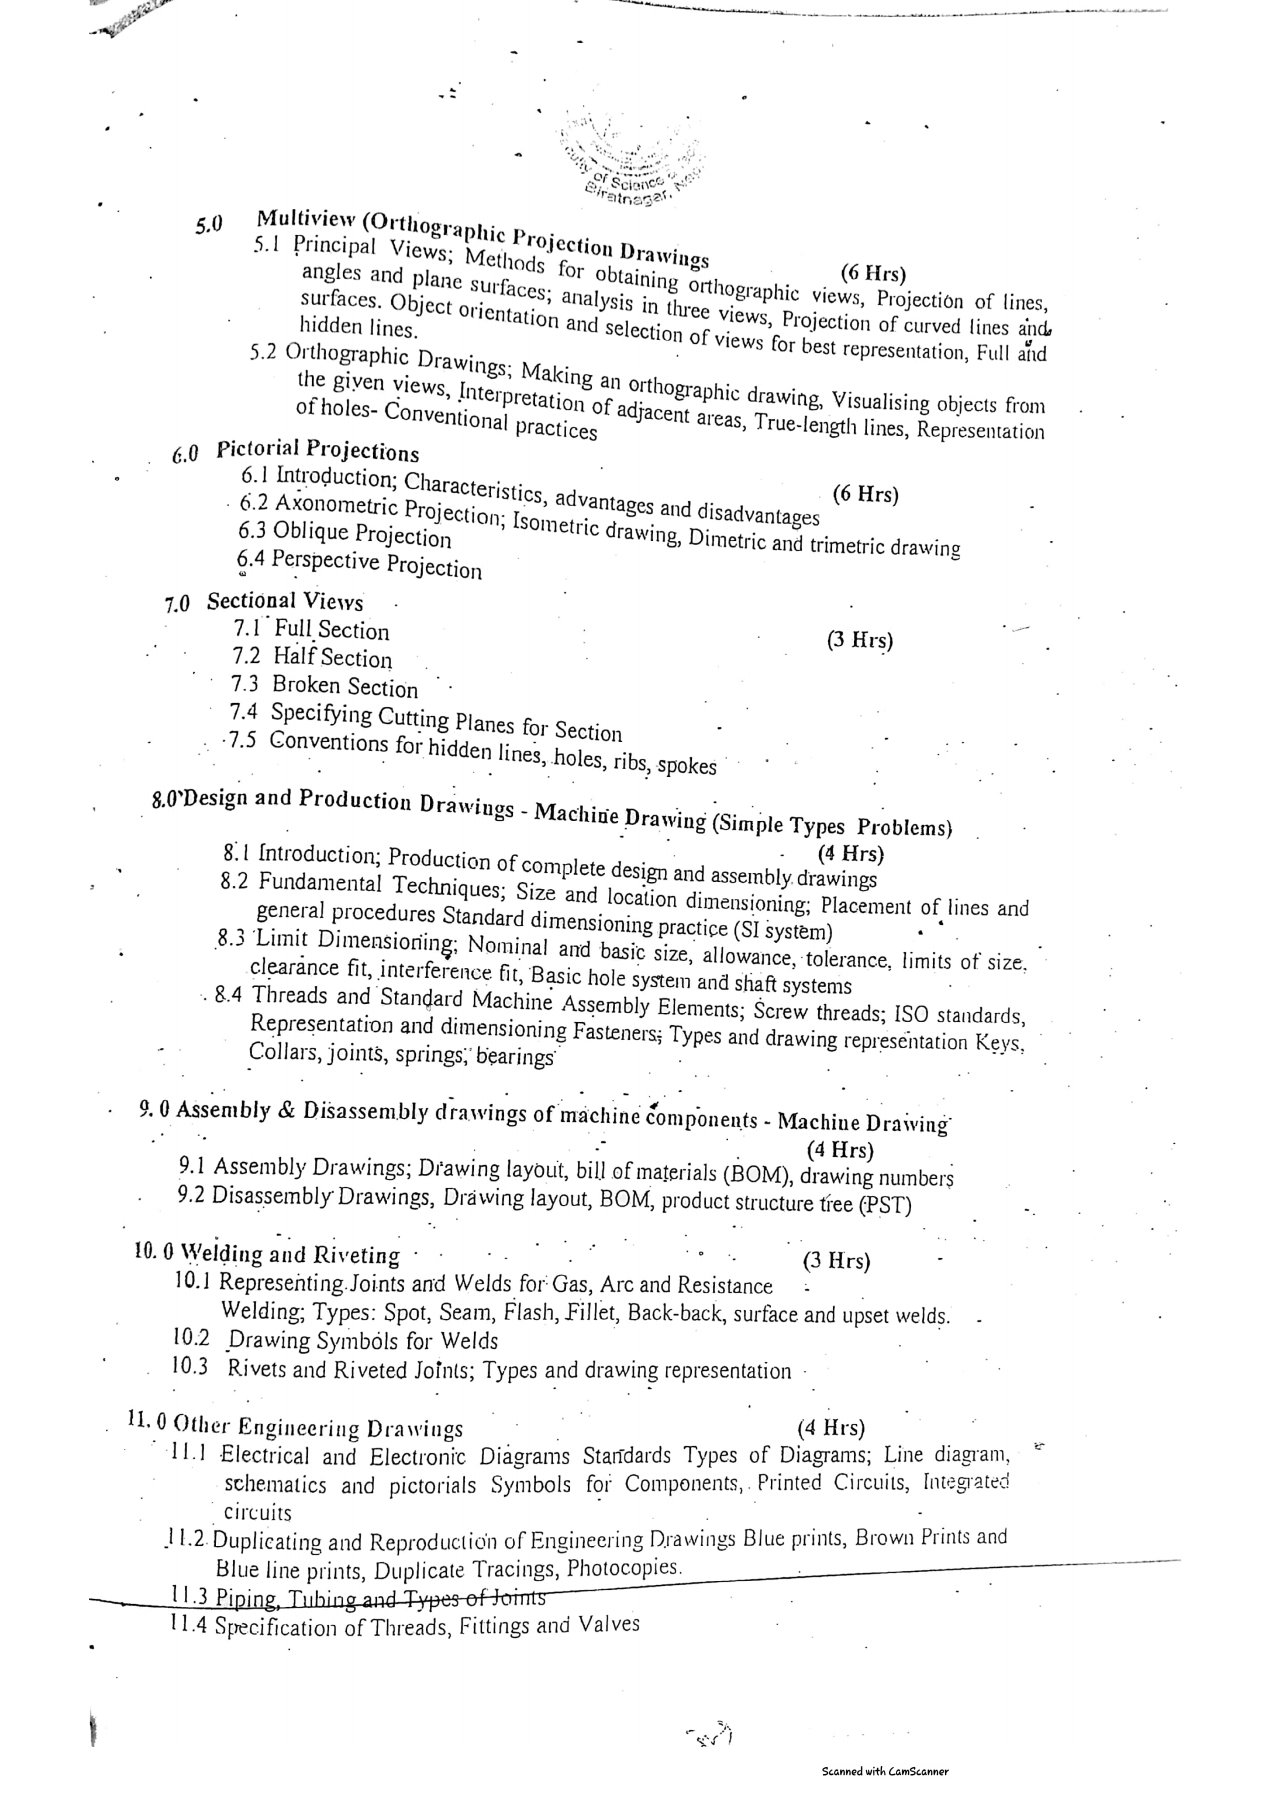 of Science
Biratnagar,
5.0 Multiview (Orthographic Projection Drawings
(6 Hrs)
5.1 Principal Views; Methods for obtaining orthographic views, Projection of lines,
angles and plane surfaces; analysis in three views, Projection of curved lines and
surfaces. Object orientation and selection of views for best representation, Full and
hidden lines.
5.2 Orthographic Drawings; Making an orthographic drawing, Visualising objects from
the given views, Interpretation of adjacent areas, True-length lines, Representation
of holes- Conventional practices
6.0 Pictorial Projections
(6 Hrs)
6.1 Introduction; Characteristics, advantages and disadvantages
6.2 Axonometric Projection; Isometric drawing, Dimetric and trimetric drawing
6.3 Oblique Projection
6.4 Perspective Projection
7.0 Sectional Views
(3 Hrs)
7.1 Full Section
7.2 Half Section
7.3 Broken Section
7.4 Specifying Cutting Planes for Section
7.5 Conventions for hidden lines, holes, ribs, spokes
8.0 Design and Production Drawings - Machine Drawing (Simple Types Problems)
(4 Hrs)
8.1 Introduction; Production of complete design and assembly drawings
8.2 Fundamental Techniques; Size and location dimensioning; Placement of lines and
general procedures Standard dimensioning practice (SI system)
8.3 Limit Dimensioning; Nominal and basic size, allowance, tolerance, limits of size,
clearance fit, interference fit, Basic hole system and shaft systems
8.4 Threads and Standard Machine Assembly Elements; Screw threads; ISO standards,
Representation and dimensioning Fasteners; Types and drawing representation Keys,
Collars, joints, springs, bearings
9. 0 Assembly & Disassembly drawings of machine components - Machine Drawing
(4 Hrs)
9.1 Assembly Drawings; Drawing layout, bill of materials (BOM), drawing numbers
9.2 Disassembly Drawings, Drawing layout, BOM, product structure tree (PST)
10. 0 Welding and Riveting (3 Hrs)
10.1 Representing Joints and Welds for Gas, Arc and Resistance
Welding; Types: Spot, Seam, Flash, Fillet, Back-back, surface and upset welds.
10.2 Drawing Symbols for Welds
10.3 Rivets and Riveted Joints; Types and drawing representation
11. 0 Other Engineering Drawings (4 Hrs)
11.1 Electrical and Electronic Diagrams Standards Types of Diagrams; Line diagram,
schematics and pictorials Symbols for Components, Printed Circuits, Integrated
circuits
11.2 Duplicating and Reproduction of Engineering Drawings Blue prints, Brown Prints and
Blue line prints, Duplicate Tracings, Photocopies.
11.3 Piping, Tubing and Types of Joints
11.4 Specification of Threads, Fittings and Valves
Scanned with CamScanner